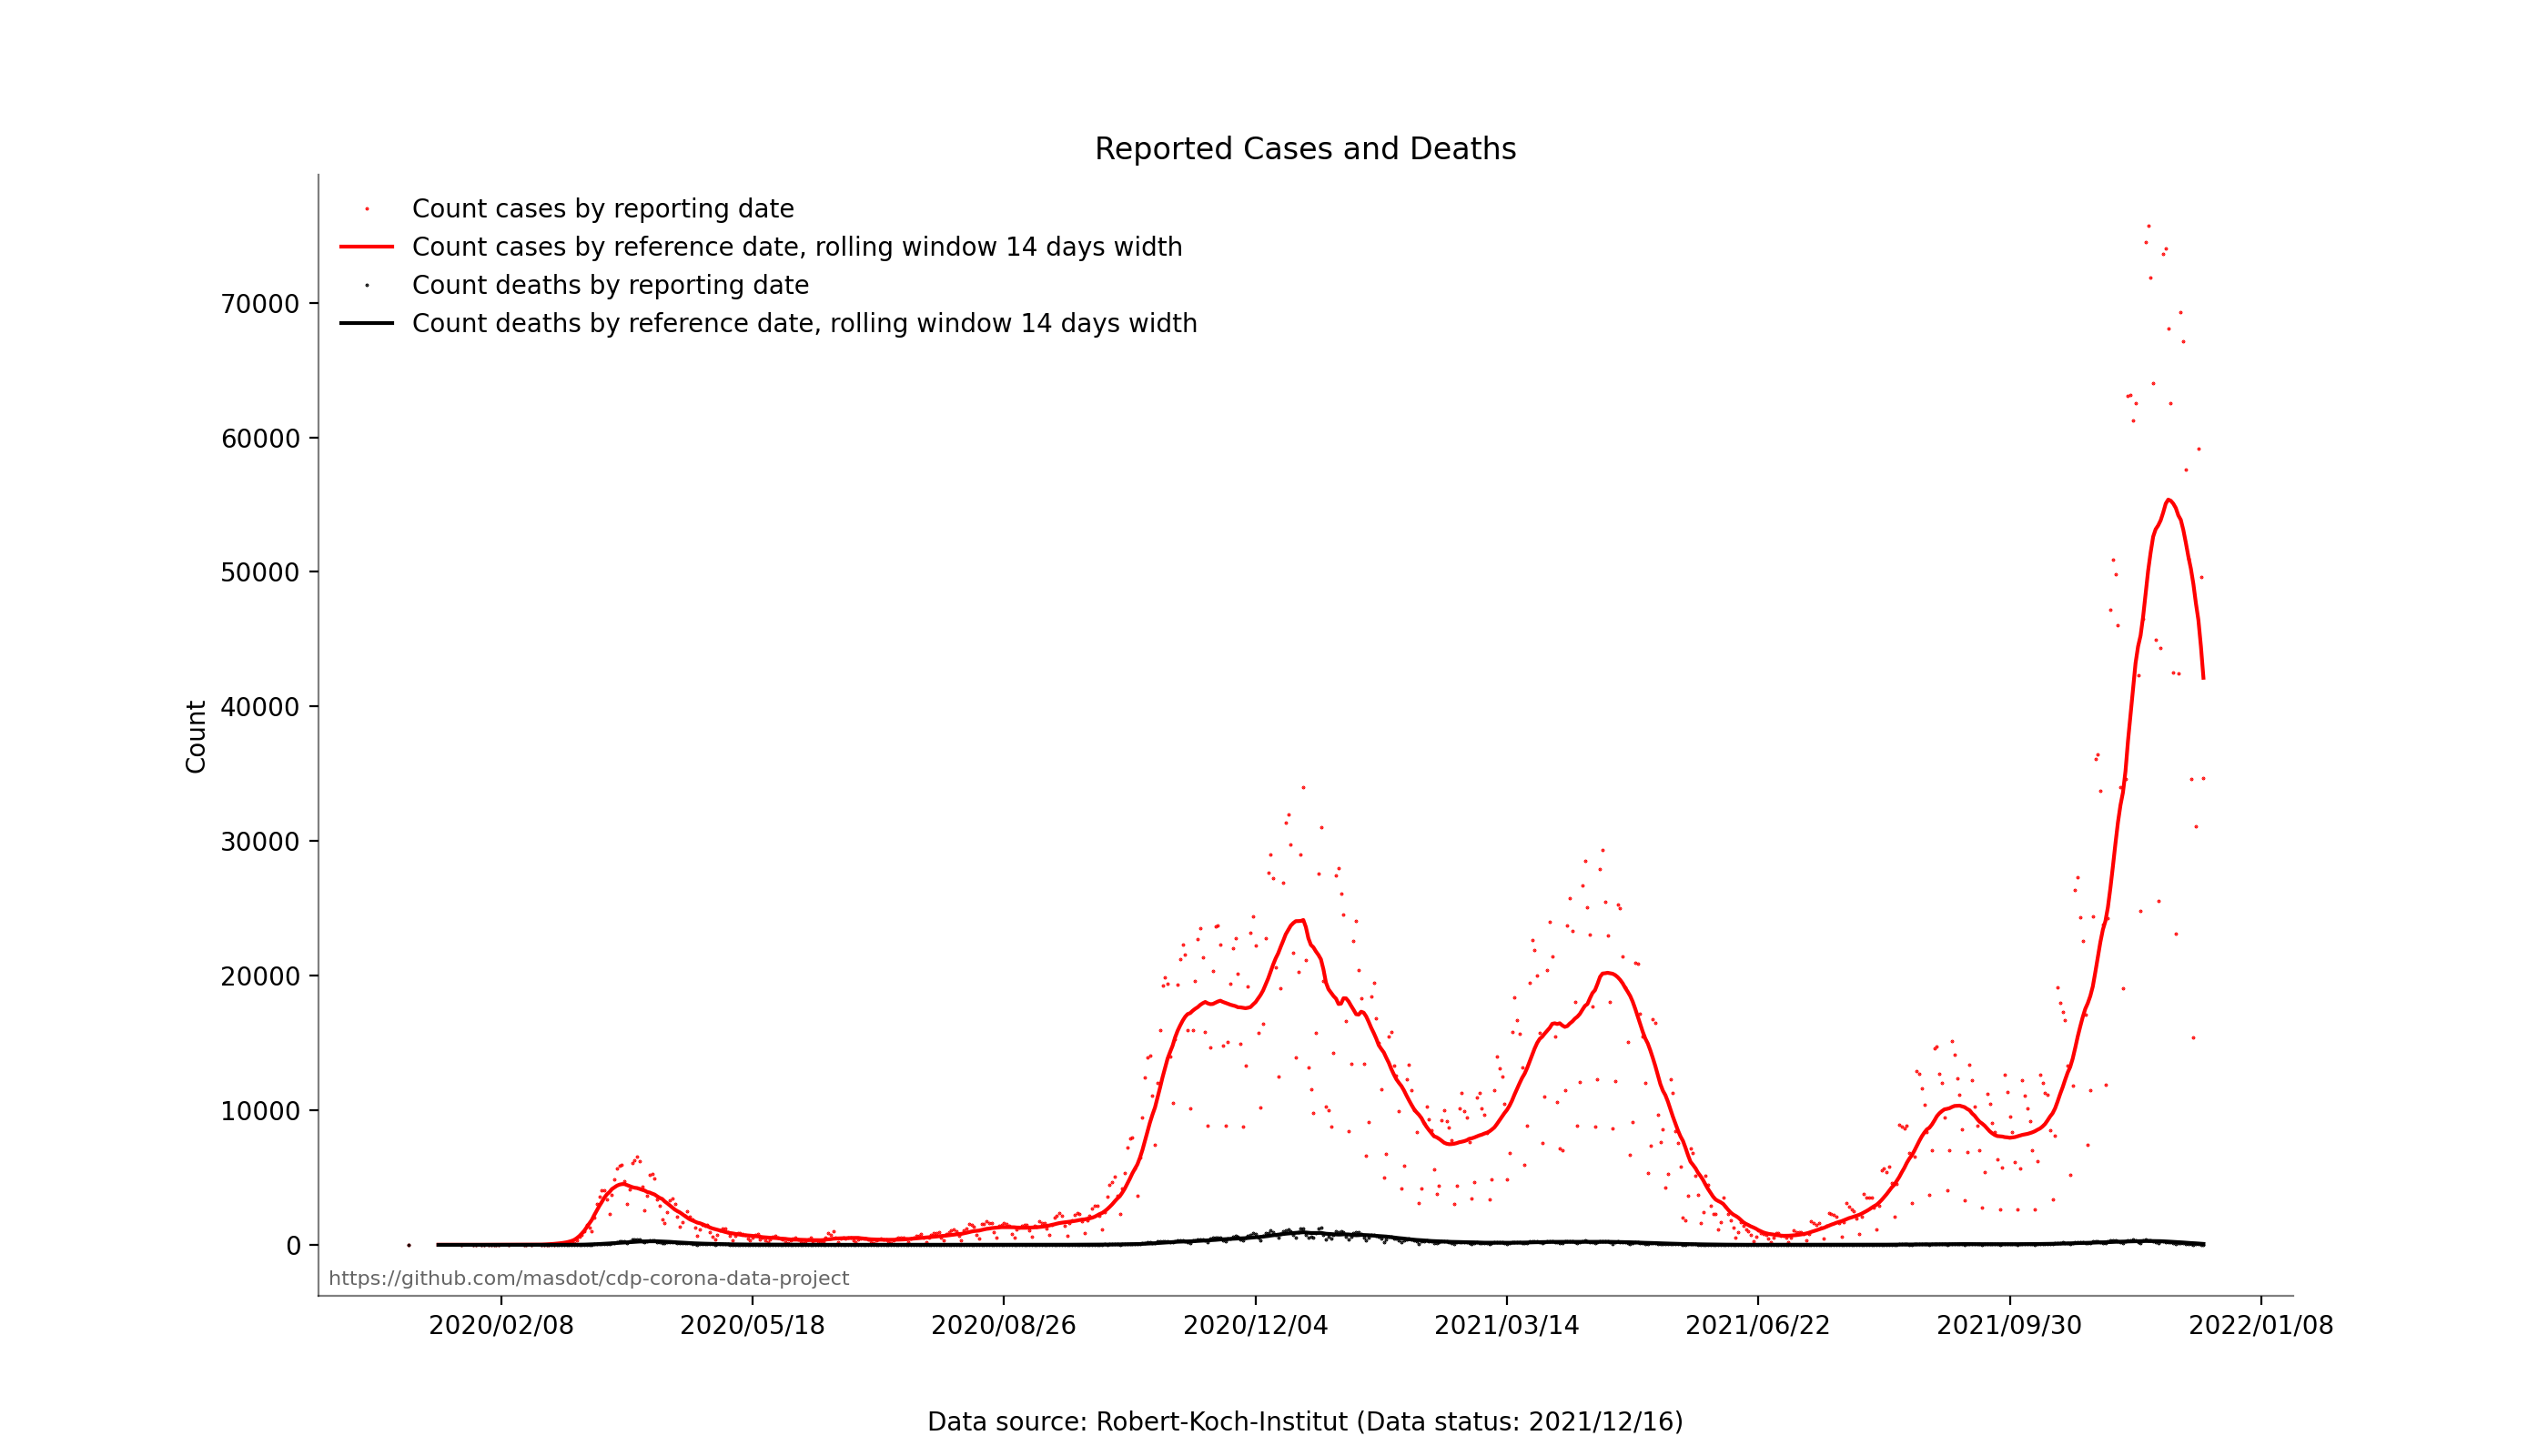 Reported Cases and Deaths
Count cases by reporting date
Count cases by reference date, rolling window 14 days width
Count deaths by reporting date
Count deaths by reference date, rolling window 14 days width
70000
60000
50000
40000
30000
20000
10000
0
Count
https://github.com/masdot/cdp-corona-data-project
2020/02/08 2020/05/18 2020/08/26 2020/12/04 2021/03/14 2021/06/22 2021/09/30 2022/01/08
Data source: Robert-Koch-Institut (Data status: 2021/12/16)